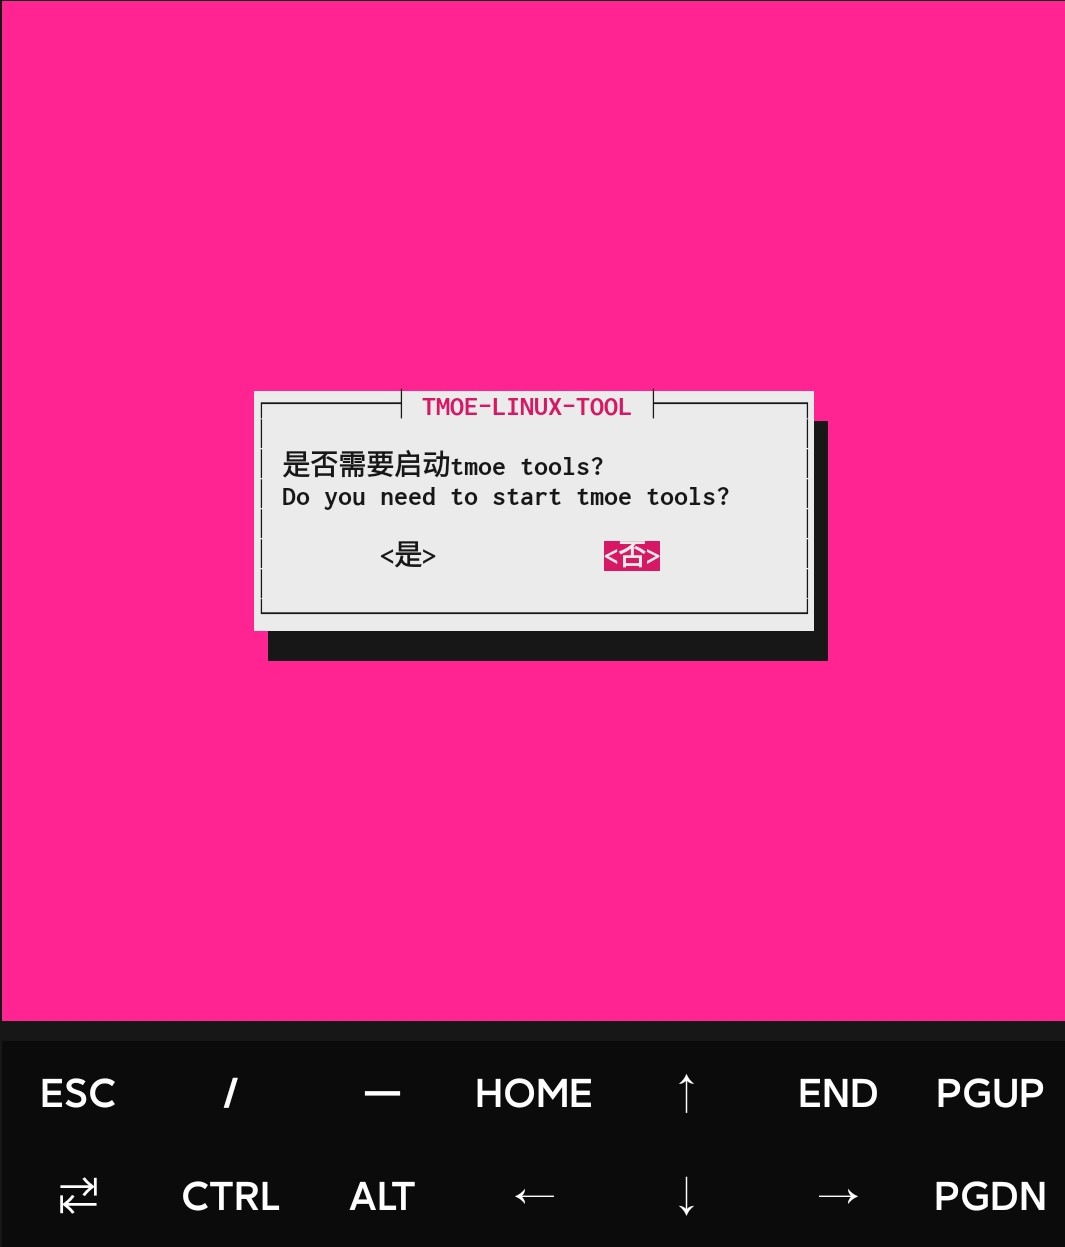 TMOE-LINUX-TOOL
是否需要启动tmoe tools?
Do you need to start tmoe tools?
<是> <否>
ESC / — HOME ↑ END PGUP
⇄ CTRL ALT ← ↓ → PGDN